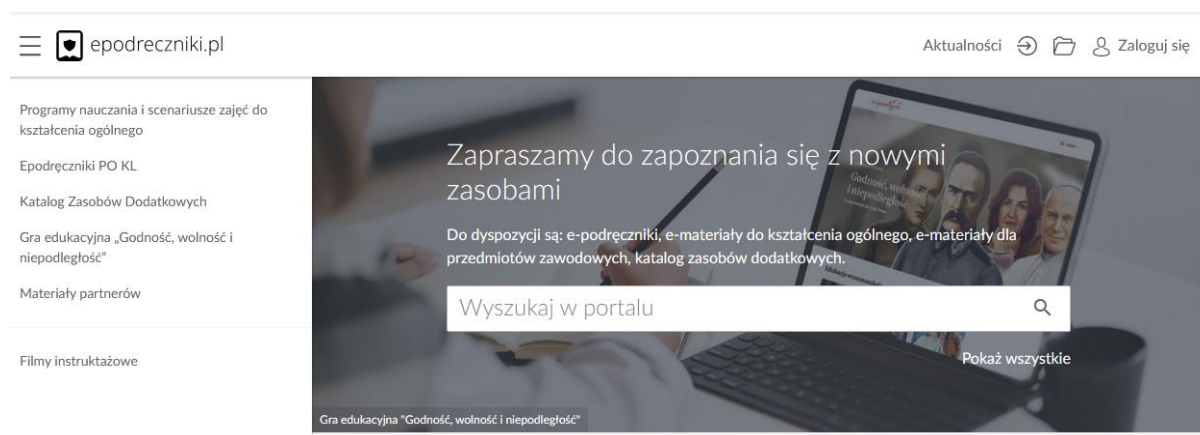 epodreczniki.pl
Aktualności
Zaloguj się
Programy nauczania i scenariusze zajęć do
kształcenia ogólnego
Epodręczniki PO KL
Katalog Zasobów Dodatkowych
Gra edukacyjna „Godność, wolność i
niepodległość”
Materiały partnerów
Filmy instruktażowe
Zapraszamy do zapoznania się z nowymi
zasobami
Do dyspozycji są: e-podręczniki, e-materiały do kształcenia ogólnego, e-materiały dla
przedmiotów zawodowych, katalog zasobów dodatkowych.
Wyszukaj w portalu
Pokaż wszystkie
Godność, wolność
i niepodległość
Gra edukacyjna "Godność, wolność i niepodległość"